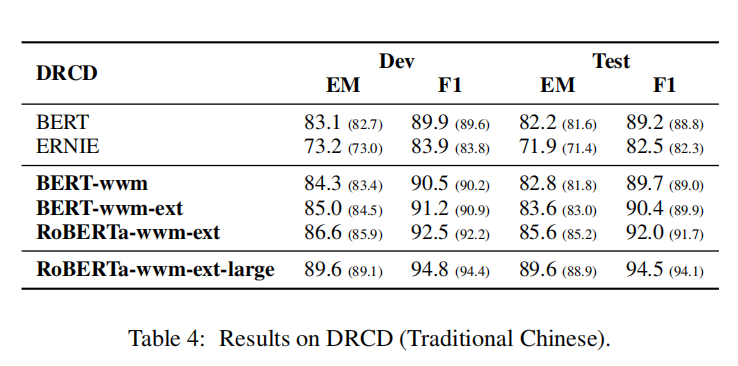 DRCD Dev Test
EM F1 EM F1
BERT 83.1 (82.7) 89.9 (89.6) 82.2 (81.6) 89.2 (88.8)
ERNIE 73.2 (73.0) 83.9 (83.8) 71.9 (71.4) 82.5 (82.3)
BERT-wwm 84.3 (83.4) 90.5 (90.2) 82.8 (81.8) 89.7 (89.0)
BERT-wwm-ext 85.0 (84.5) 91.2 (90.9) 83.6 (83.0) 90.4 (89.9)
RoBERTa-wwm-ext 86.6 (85.9) 92.5 (92.2) 85.6 (85.2) 92.0 (91.7)
RoBERTa-wwm-ext-large 89.6 (89.1) 94.8 (94.4) 89.6 (88.9) 94.5 (94.1)
Table 4: Results on DRCD (Traditional Chinese).